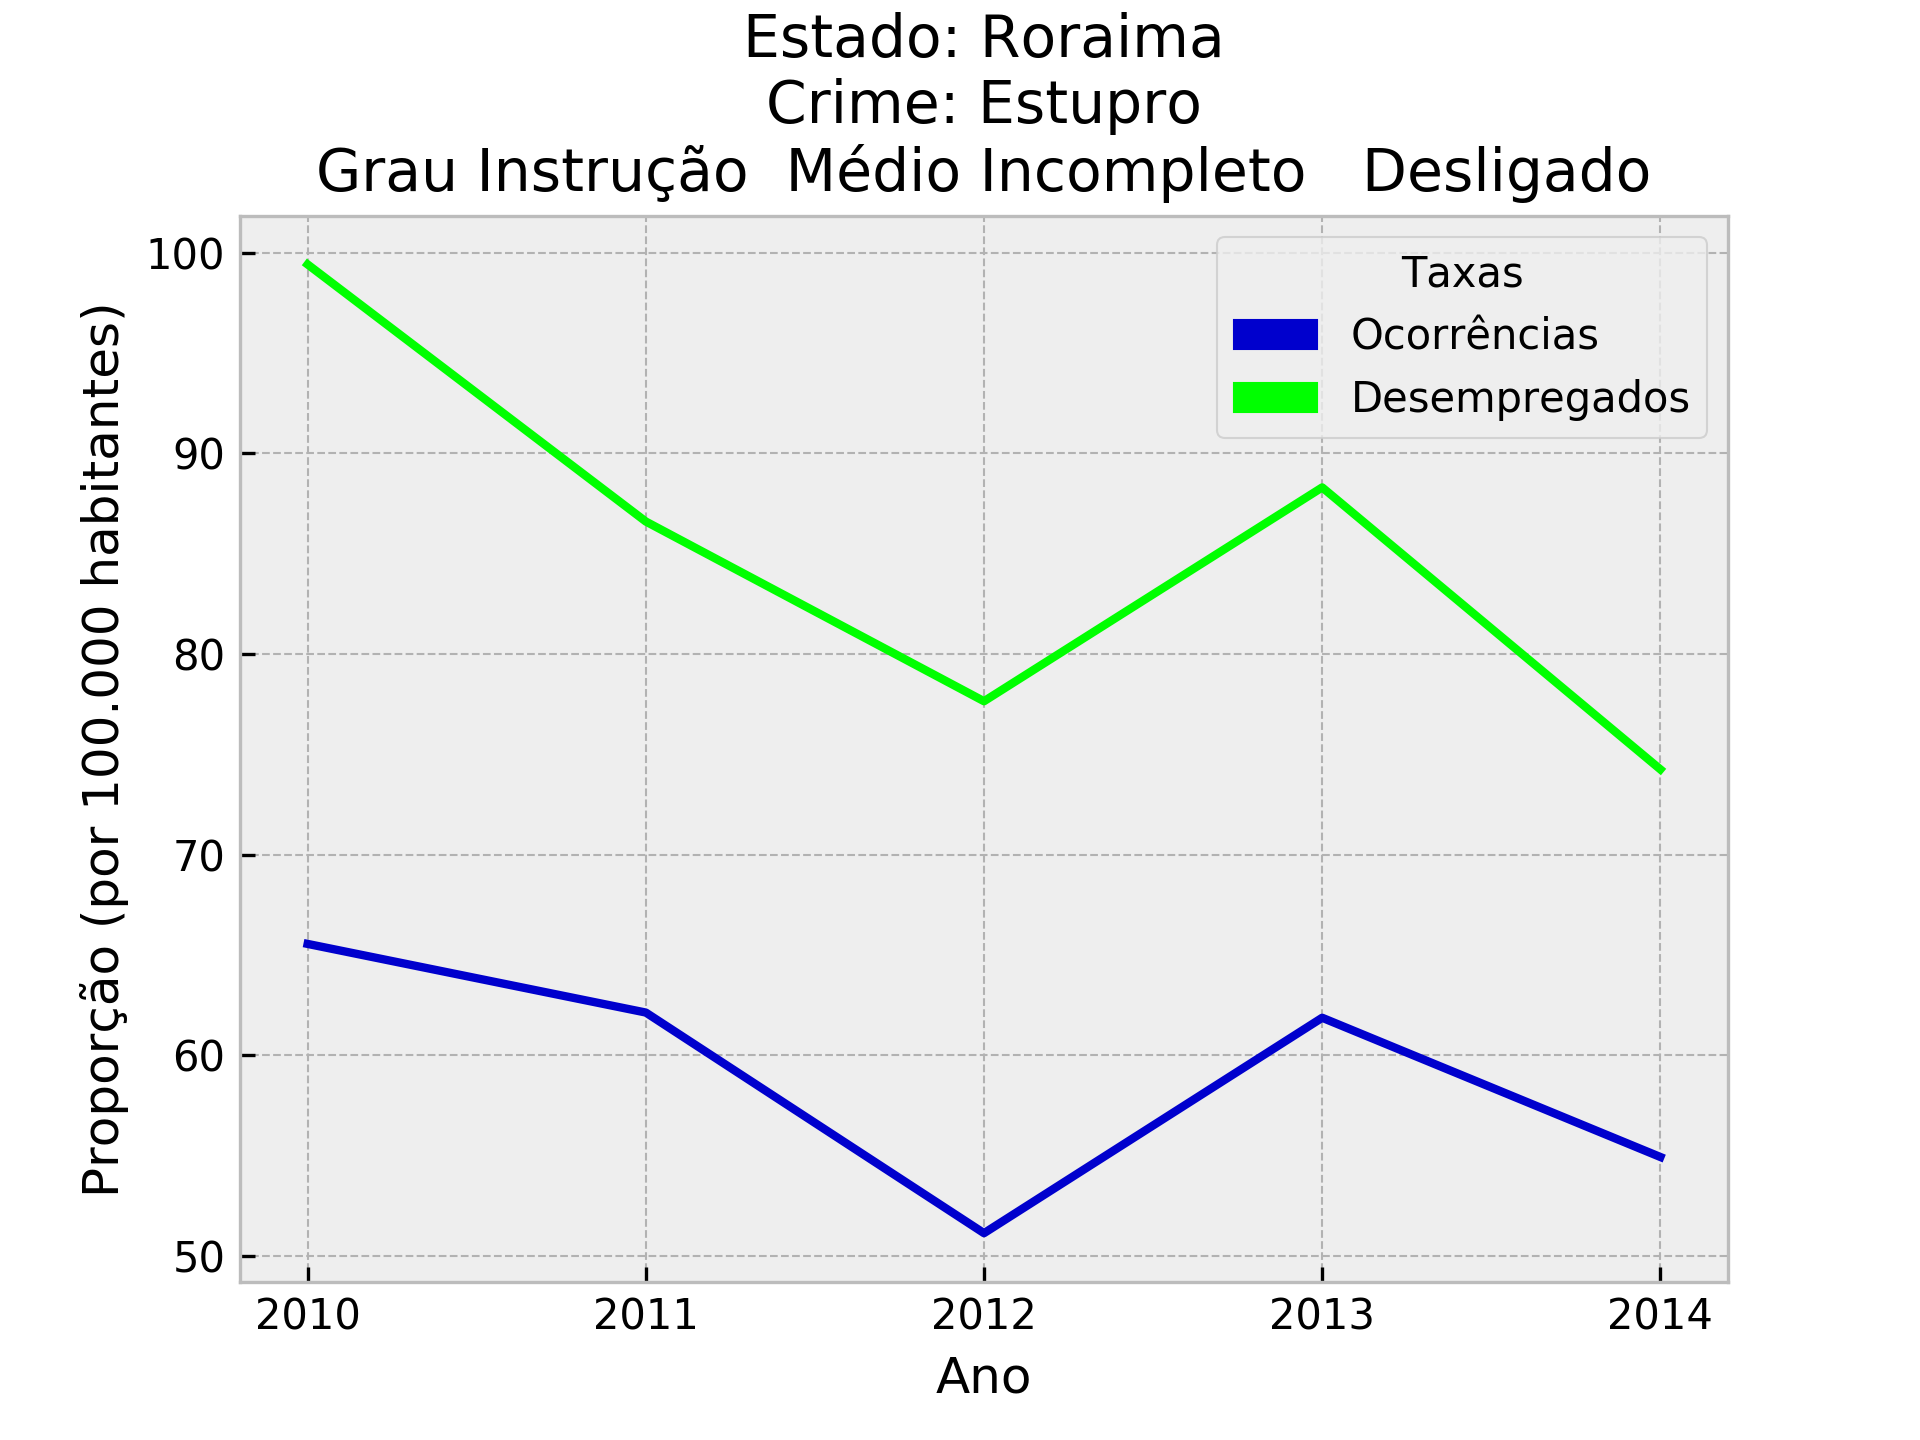 Estado: Roraima
Crime: Estupro
Grau Instrução  Médio Incompleto   Desligado
Taxas
Ocorrências
Desempregados
Proporção (por 100.000 habitantes)
100
90
80
70
60
50
2010 2011 2012 2013 2014
Ano